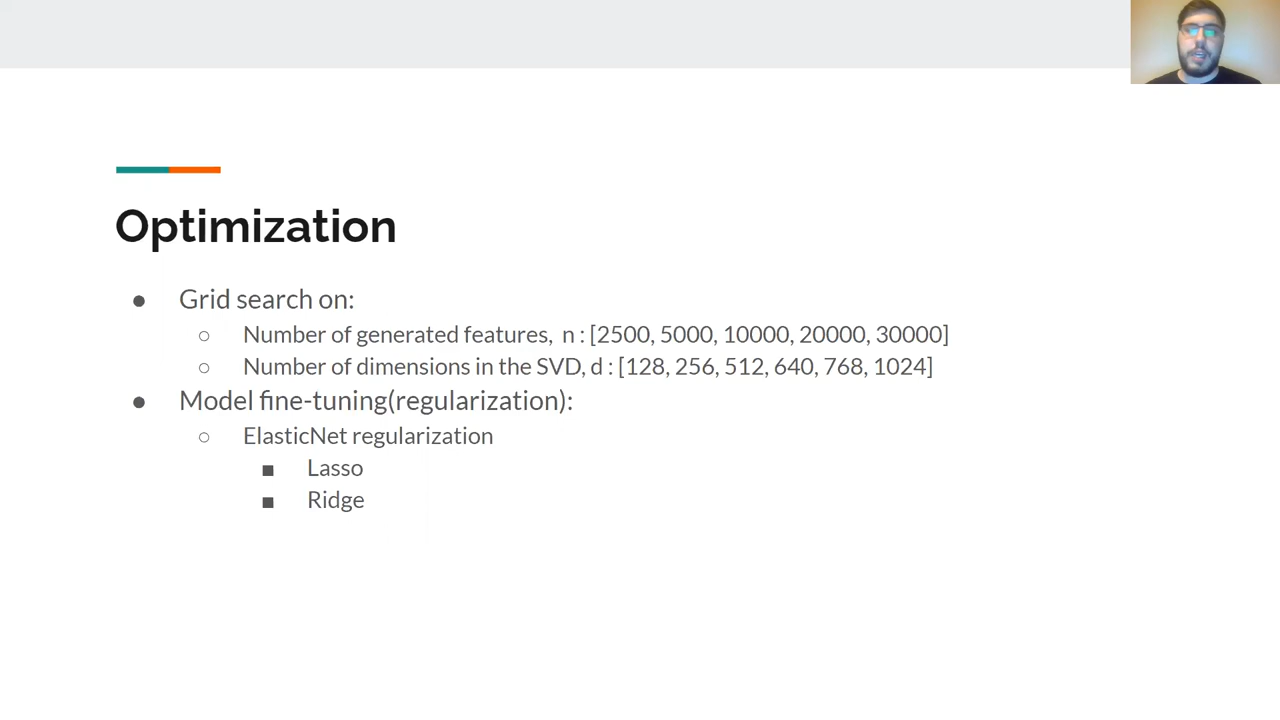 Optimization
● Grid search on:
○ Number of generated features, n : [2500, 5000, 10000, 20000, 30000]
○ Number of dimensions in the SVD, d : [128, 256, 512, 640, 768, 1024]
● Model fine-tuning(regularization):
○ ElasticNet regularization
■ Lasso
■ Ridge